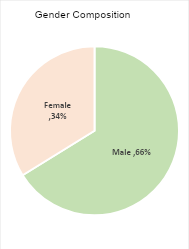 Gender Composition
Female
,34%
Male ,66%